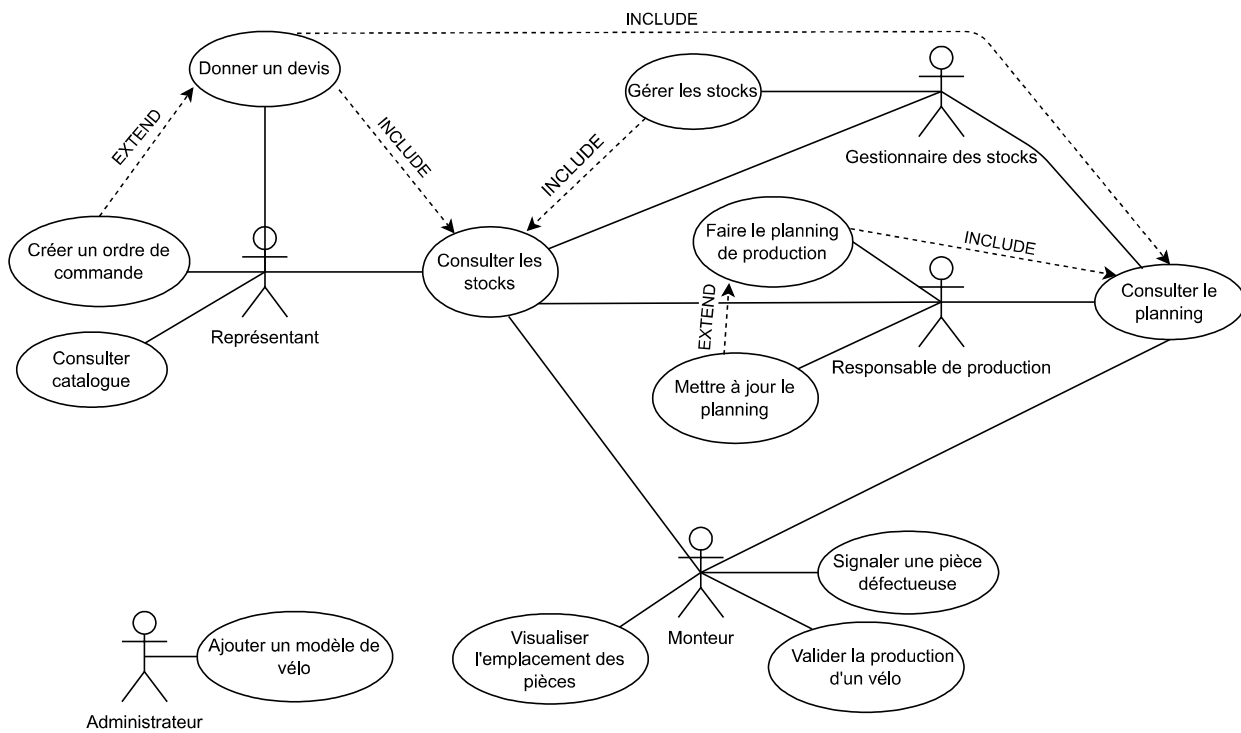 INCLUDE
Donner un devis
Gérer les stocks
EXTEND
INCLUDE
INCLUDE
Gestionnaire des stocks
Créer un ordre de
commande
Consulter les
stocks
Faire le planning
de production
INCLUDE
Consulter le
planning
Représentant
EXTEND
Consulter
catalogue
Responsable de production
Mettre à jour le
planning
Signaler une pièce
défectueuse
Ajouter un modèle de
vélo
Visualiser
l'emplacement des
pièces
Monteur
Valider la production
d'un vélo
Administrateur